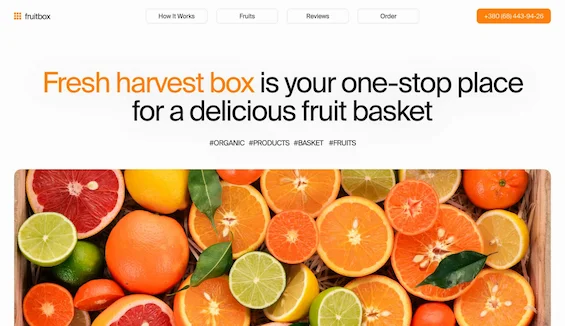 fruitbox
How It Works
Fruits
Reviews
Order
+380 (68) 443-94-25
Fresh harvest box is your one-stop place
for a delicious fruit basket
#ORGANIC #PRODUCTS #BASKET #FRUITS